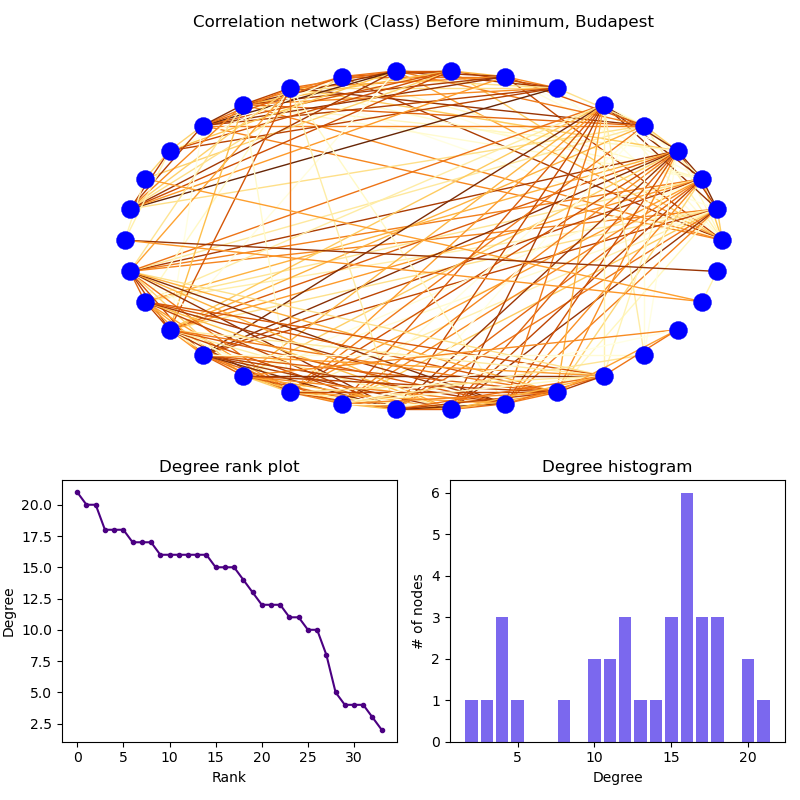 Correlation network (Class) Before minimum, Budapest
Degree rank plot
Degree
20.0
17.5
15.0
12.5
10.0
7.5
5.0
2.5
0 5 10 15 20 25 30
Rank
Degree histogram
# of nodes
6
5
4
3
2
1
0
5 10 15 20
Degree